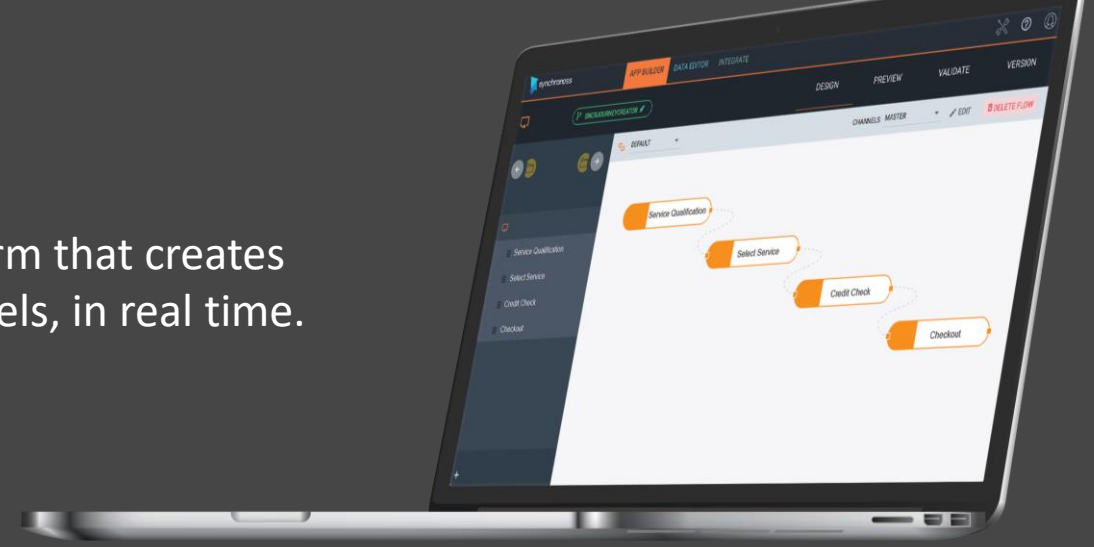 rm that creates
els, in real time.
synchronoss
APP BUILDER DATA EDITOR INTEGRATE
DESIGN PREVIEW VALIDATE VERSION
SNCRJOURNEYCREATOR
DEFAULT
CHANNELS MASTER EDIT DELETE FLOW
Service Qualification
Select Service
Credit Check
Checkout
Service Qualification
Select Service
Credit Check
Checkout